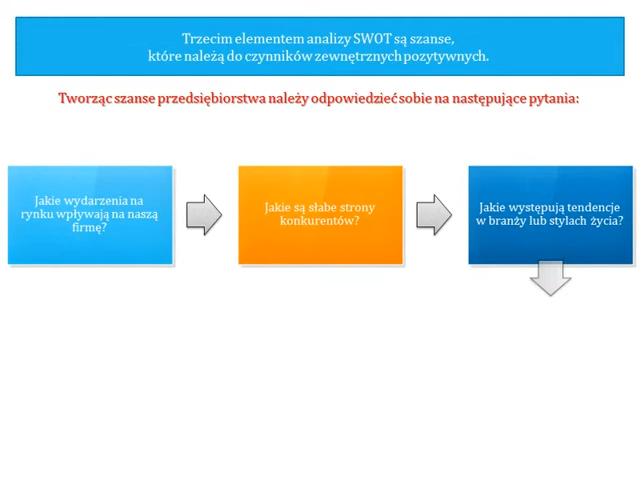 Trzecim elementem analizy SWOT są szanse,
które należą do czynników zewnętrznych pozytywnych.
Tworząc szanse przedsiębiorstwa należy odpowiedzieć sobie na następujące pytania:
Jakie wydarzenia na
rynku wpływają na naszą
firmę?
Jakie są słabe strony
konkurentów?
Jakie występują tendencje
w branży lub stylach życia?